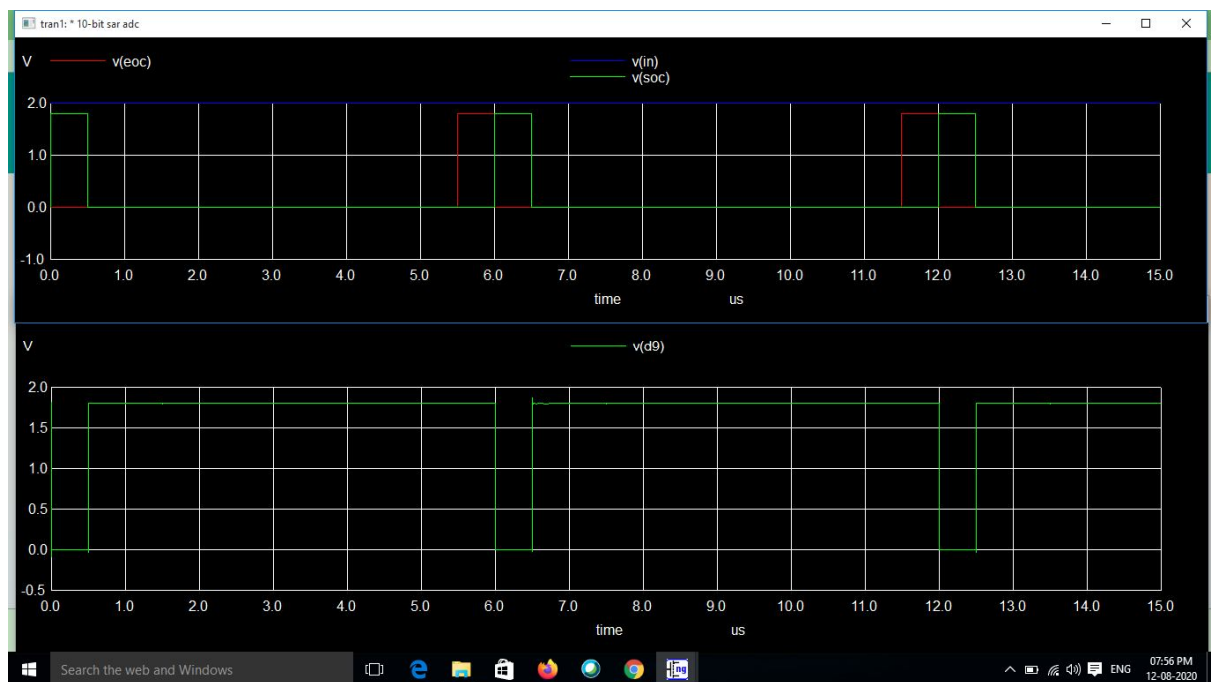 tran1: * 10-bit sar adc
V v(eoc) v(in)
v(soc)
2.0
1.0
0.0
-1.0
0.0 1.0 2.0 3.0 4.0 5.0 6.0 7.0 8.0 9.0 10.0 11.0 12.0 13.0 14.0 15.0
time us
V v(d9)
2.0
1.5
1.0
0.5
0.0
-0.5
0.0 1.0 2.0 3.0 4.0 5.0 6.0 7.0 8.0 9.0 10.0 11.0 12.0 13.0 14.0 15.0
time us
Search the web and Windows ng ENG 07:56 PM
12-08-2020